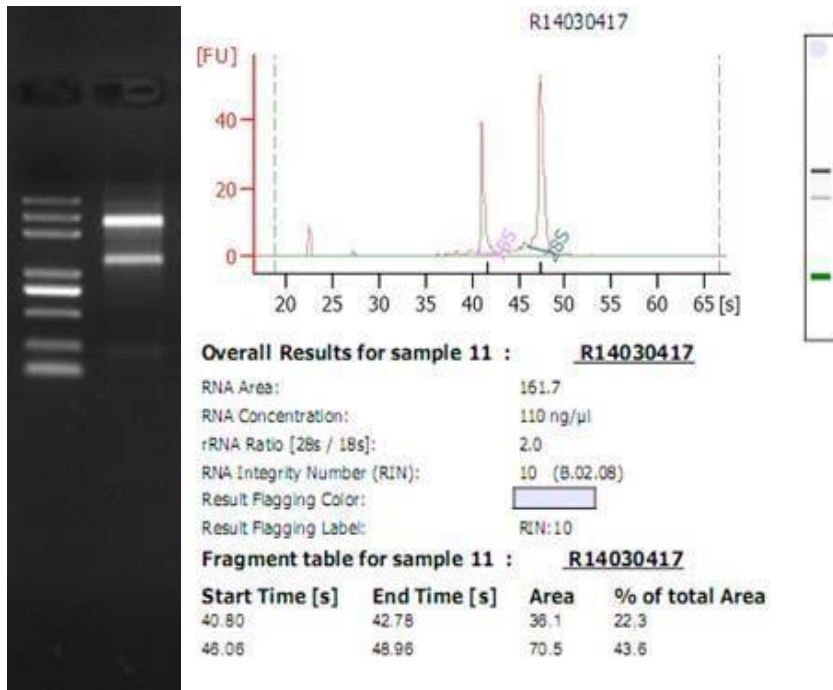 R14030417
[FU]
40
20
0
18S
28S
20 25 30 35 40 45 50 55 60 65 [s]
Overall Results for sample 11 : R14030417
RNA Area: 161.7
RNA Concentration: 110 ng/µl
rRNA Ratio [28s / 18s]: 2.0
RNA Integrity Number (RIN): 10 (B.02.08)
Result Flagging Color:
Result Flagging Label: RIN:10
Fragment table for sample 11 : R14030417
Start Time [s] End Time [s] Area % of total Area
40.80 42.78 36.1 22.3
46.06 48.96 70.5 43.6